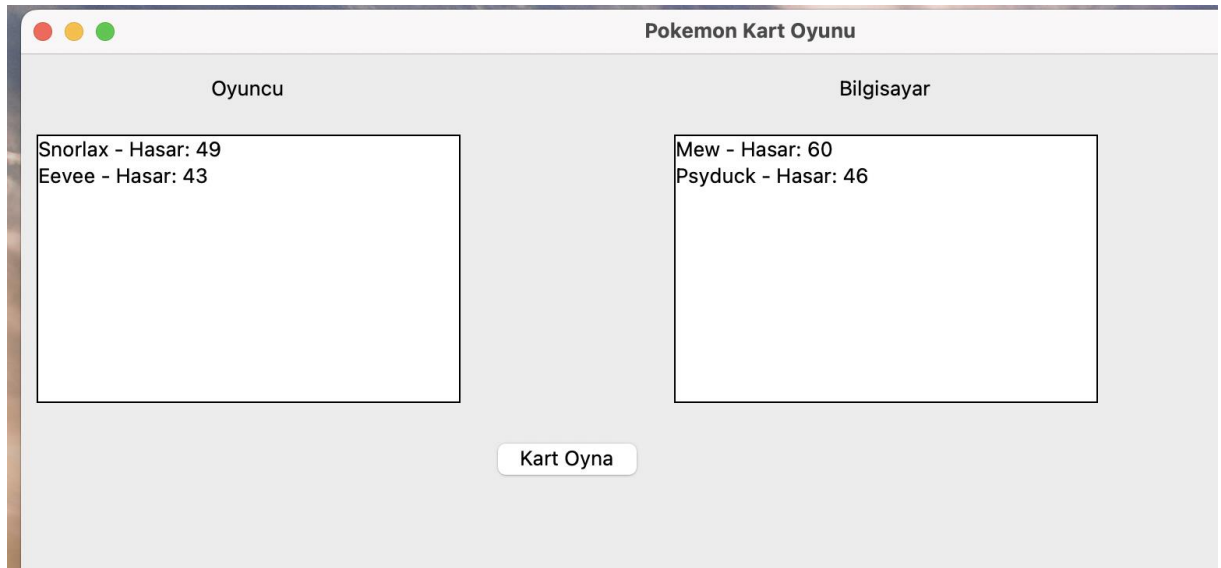 Pokemon Kart Oyunu
Oyuncu
Bilgisayar
Snorlax - Hasar: 49
Eevee - Hasar: 43
Mew - Hasar: 60
Psyduck - Hasar: 46
Kart Oyna